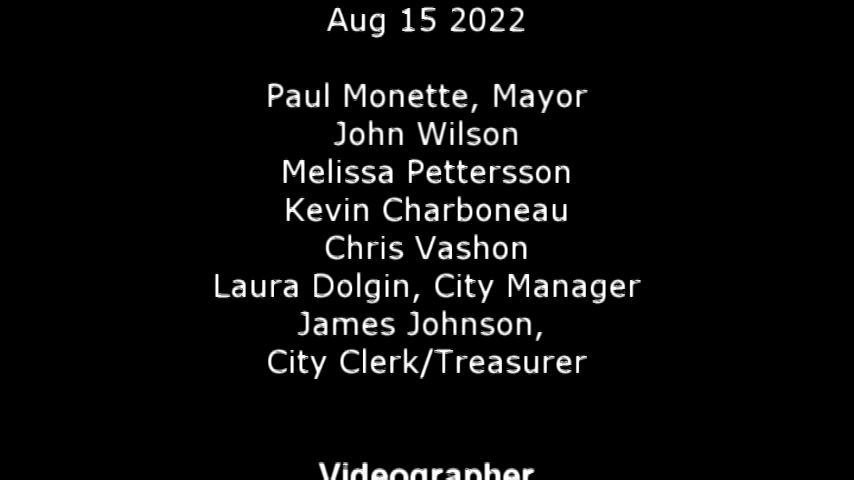 Aug 15 2022
Paul Monette, Mayor
John Wilson
Melissa Pettersson
Kevin Charboneau
Chris Vashon
Laura Dolgin, City Manager
James Johnson,
City Clerk/Treasurer
Videographer